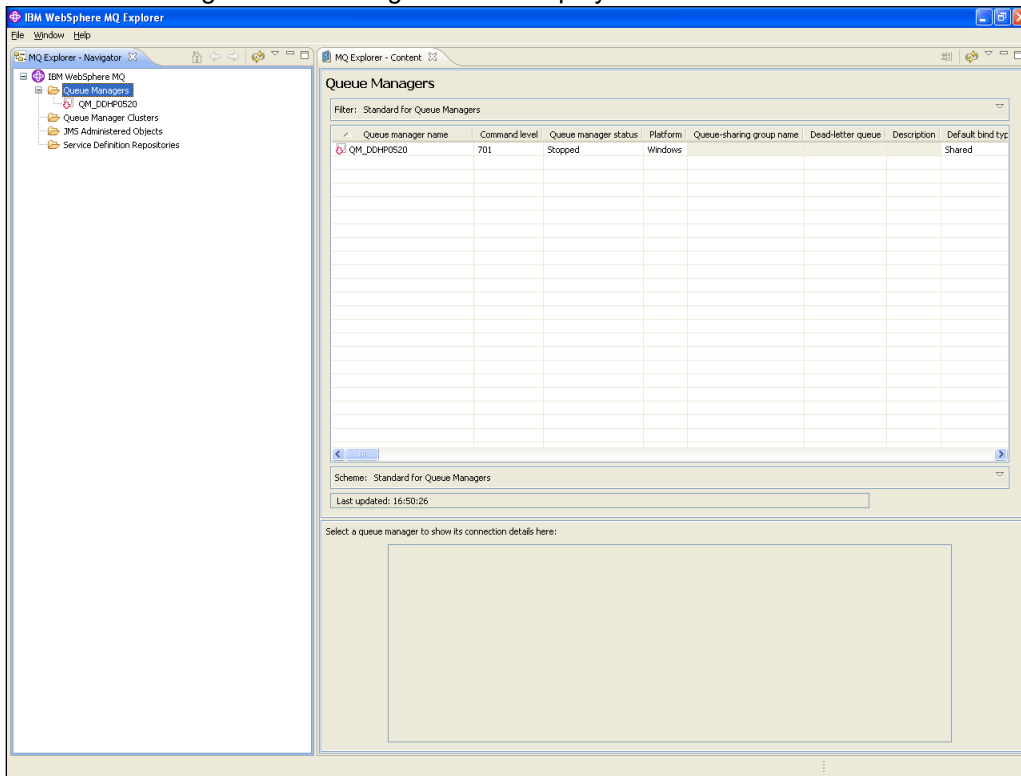 IBM WebSphere MQ Explorer
File Window Help
MQ Explorer - Navigator
IBM WebSphere MQ
Queue Managers
QM_DDHP0520
Queue Manager Clusters
JMS Administered Objects
Service Definition Repositories
MQ Explorer - Content
Queue Managers
Filter: Standard for Queue Managers
Queue manager name Command level Queue manager status Platform Queue-sharing group name Dead-letter queue Description Default bind typ
QM_DDHP0520 701 Stopped Windows Shared
Scheme: Standard for Queue Managers
Last updated: 16:50:26
Select a queue manager to show its connection details here: